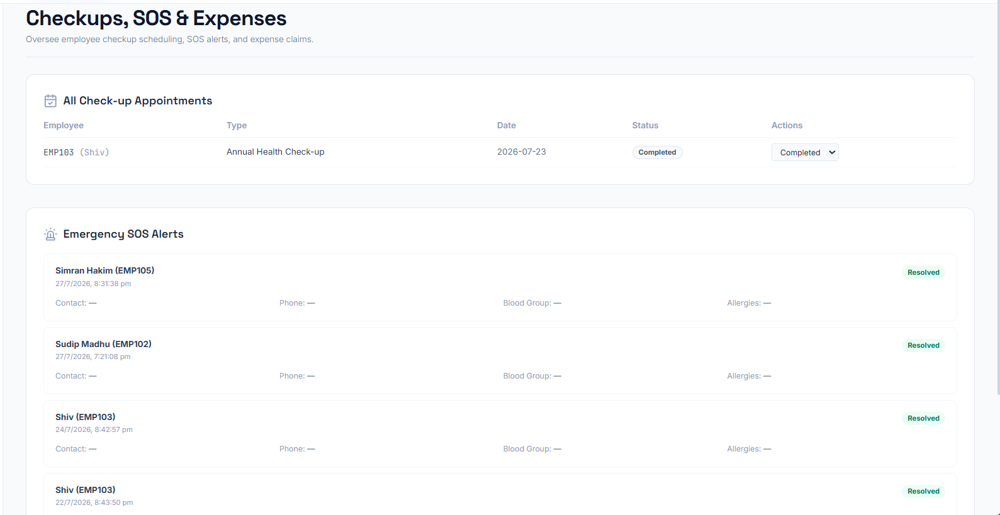 Checkups, SOS & Expenses
Oversee employee checkup scheduling, SOS alerts, and expense claims.
All Check-up Appointments
Employee Type Date Status Actions
EMP103 (Shiv) Annual Health Check-up 2026-07-23 Completed Completed
Emergency SOS Alerts
Simran Hakim (EMP105) Resolved
27/7/2026, 8:31:38 pm
Contact: — Phone: — Blood Group: — Allergies: —
Sudip Madhu (EMP102) Resolved
27/7/2026, 7:21:08 pm
Contact: — Phone: — Blood Group: — Allergies: —
Shiv (EMP103) Resolved
24/7/2026, 8:42:57 pm
Contact: — Phone: — Blood Group: — Allergies: —
Shiv (EMP103) Resolved
22/7/2026, 8:43:50 pm